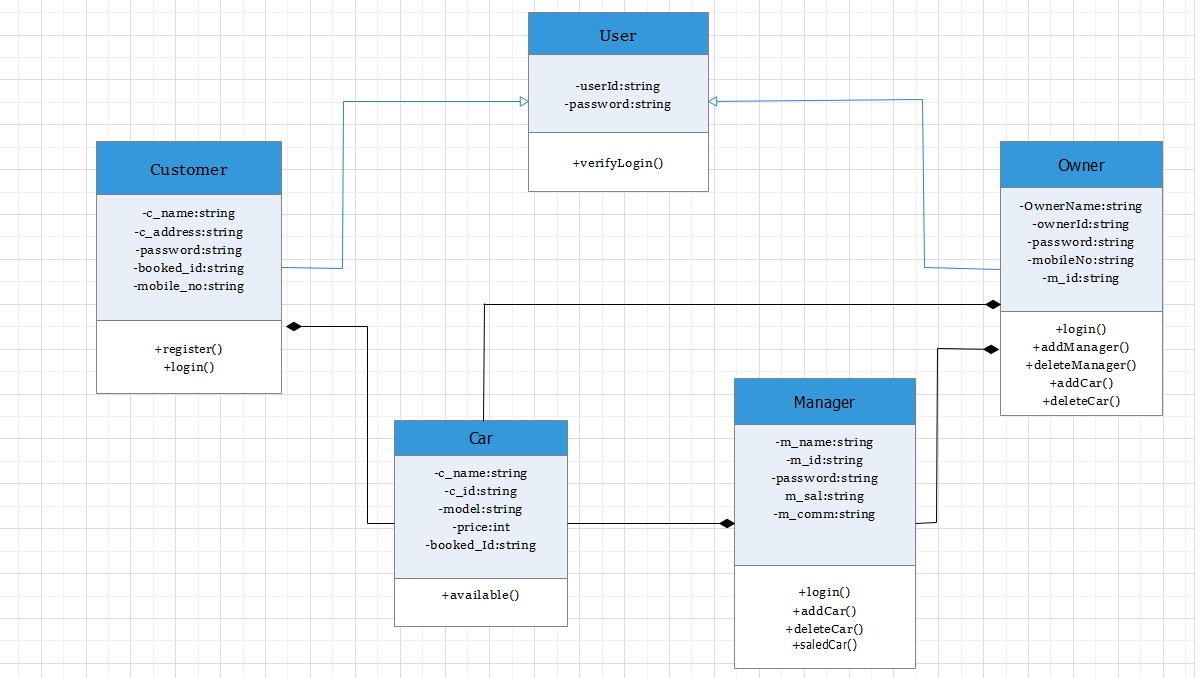 User
-userId:string
-password:string
+verifyLogin()
Customer
-c_name:string
-c_address:string
-password:string
-booked_id:string
-mobile_no:string
+register()
+login()
Owner
-OwnerName:string
-ownerId:string
-password:string
-mobileNo:string
-m_id:string
+login()
+addManager()
+deleteManager()
+addCar()
+deleteCar()
Car
-c_name:string
-c_id:string
-model:string
-price:int
-booked_Id:string
+available()
Manager
-m_name:string
-m_id:string
-password:string
m_sal:string
-m_comm:string
+login()
+addCar()
+deleteCar()
+saledCar()